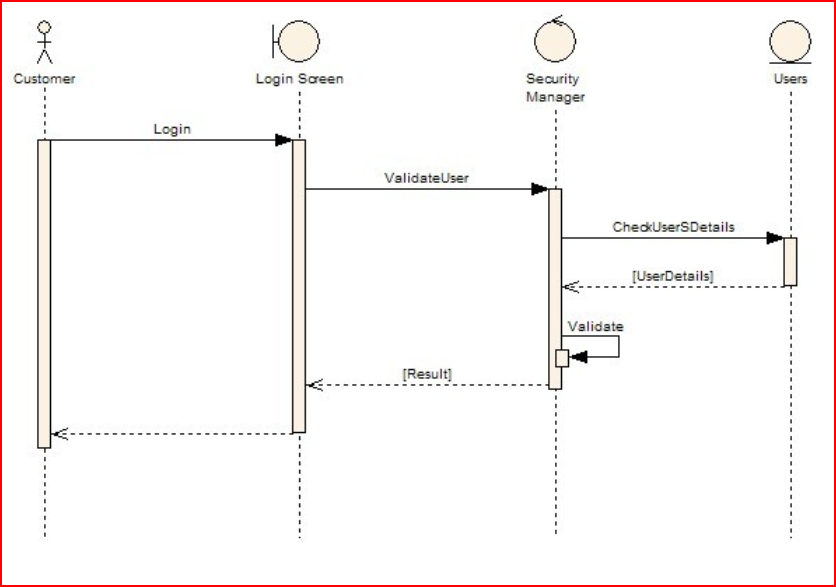 Customer
Login Screen
Security
Manager
Users
Login
ValidateUser
CheckUserSDetails
[UserDetails]
Validate
[Result]